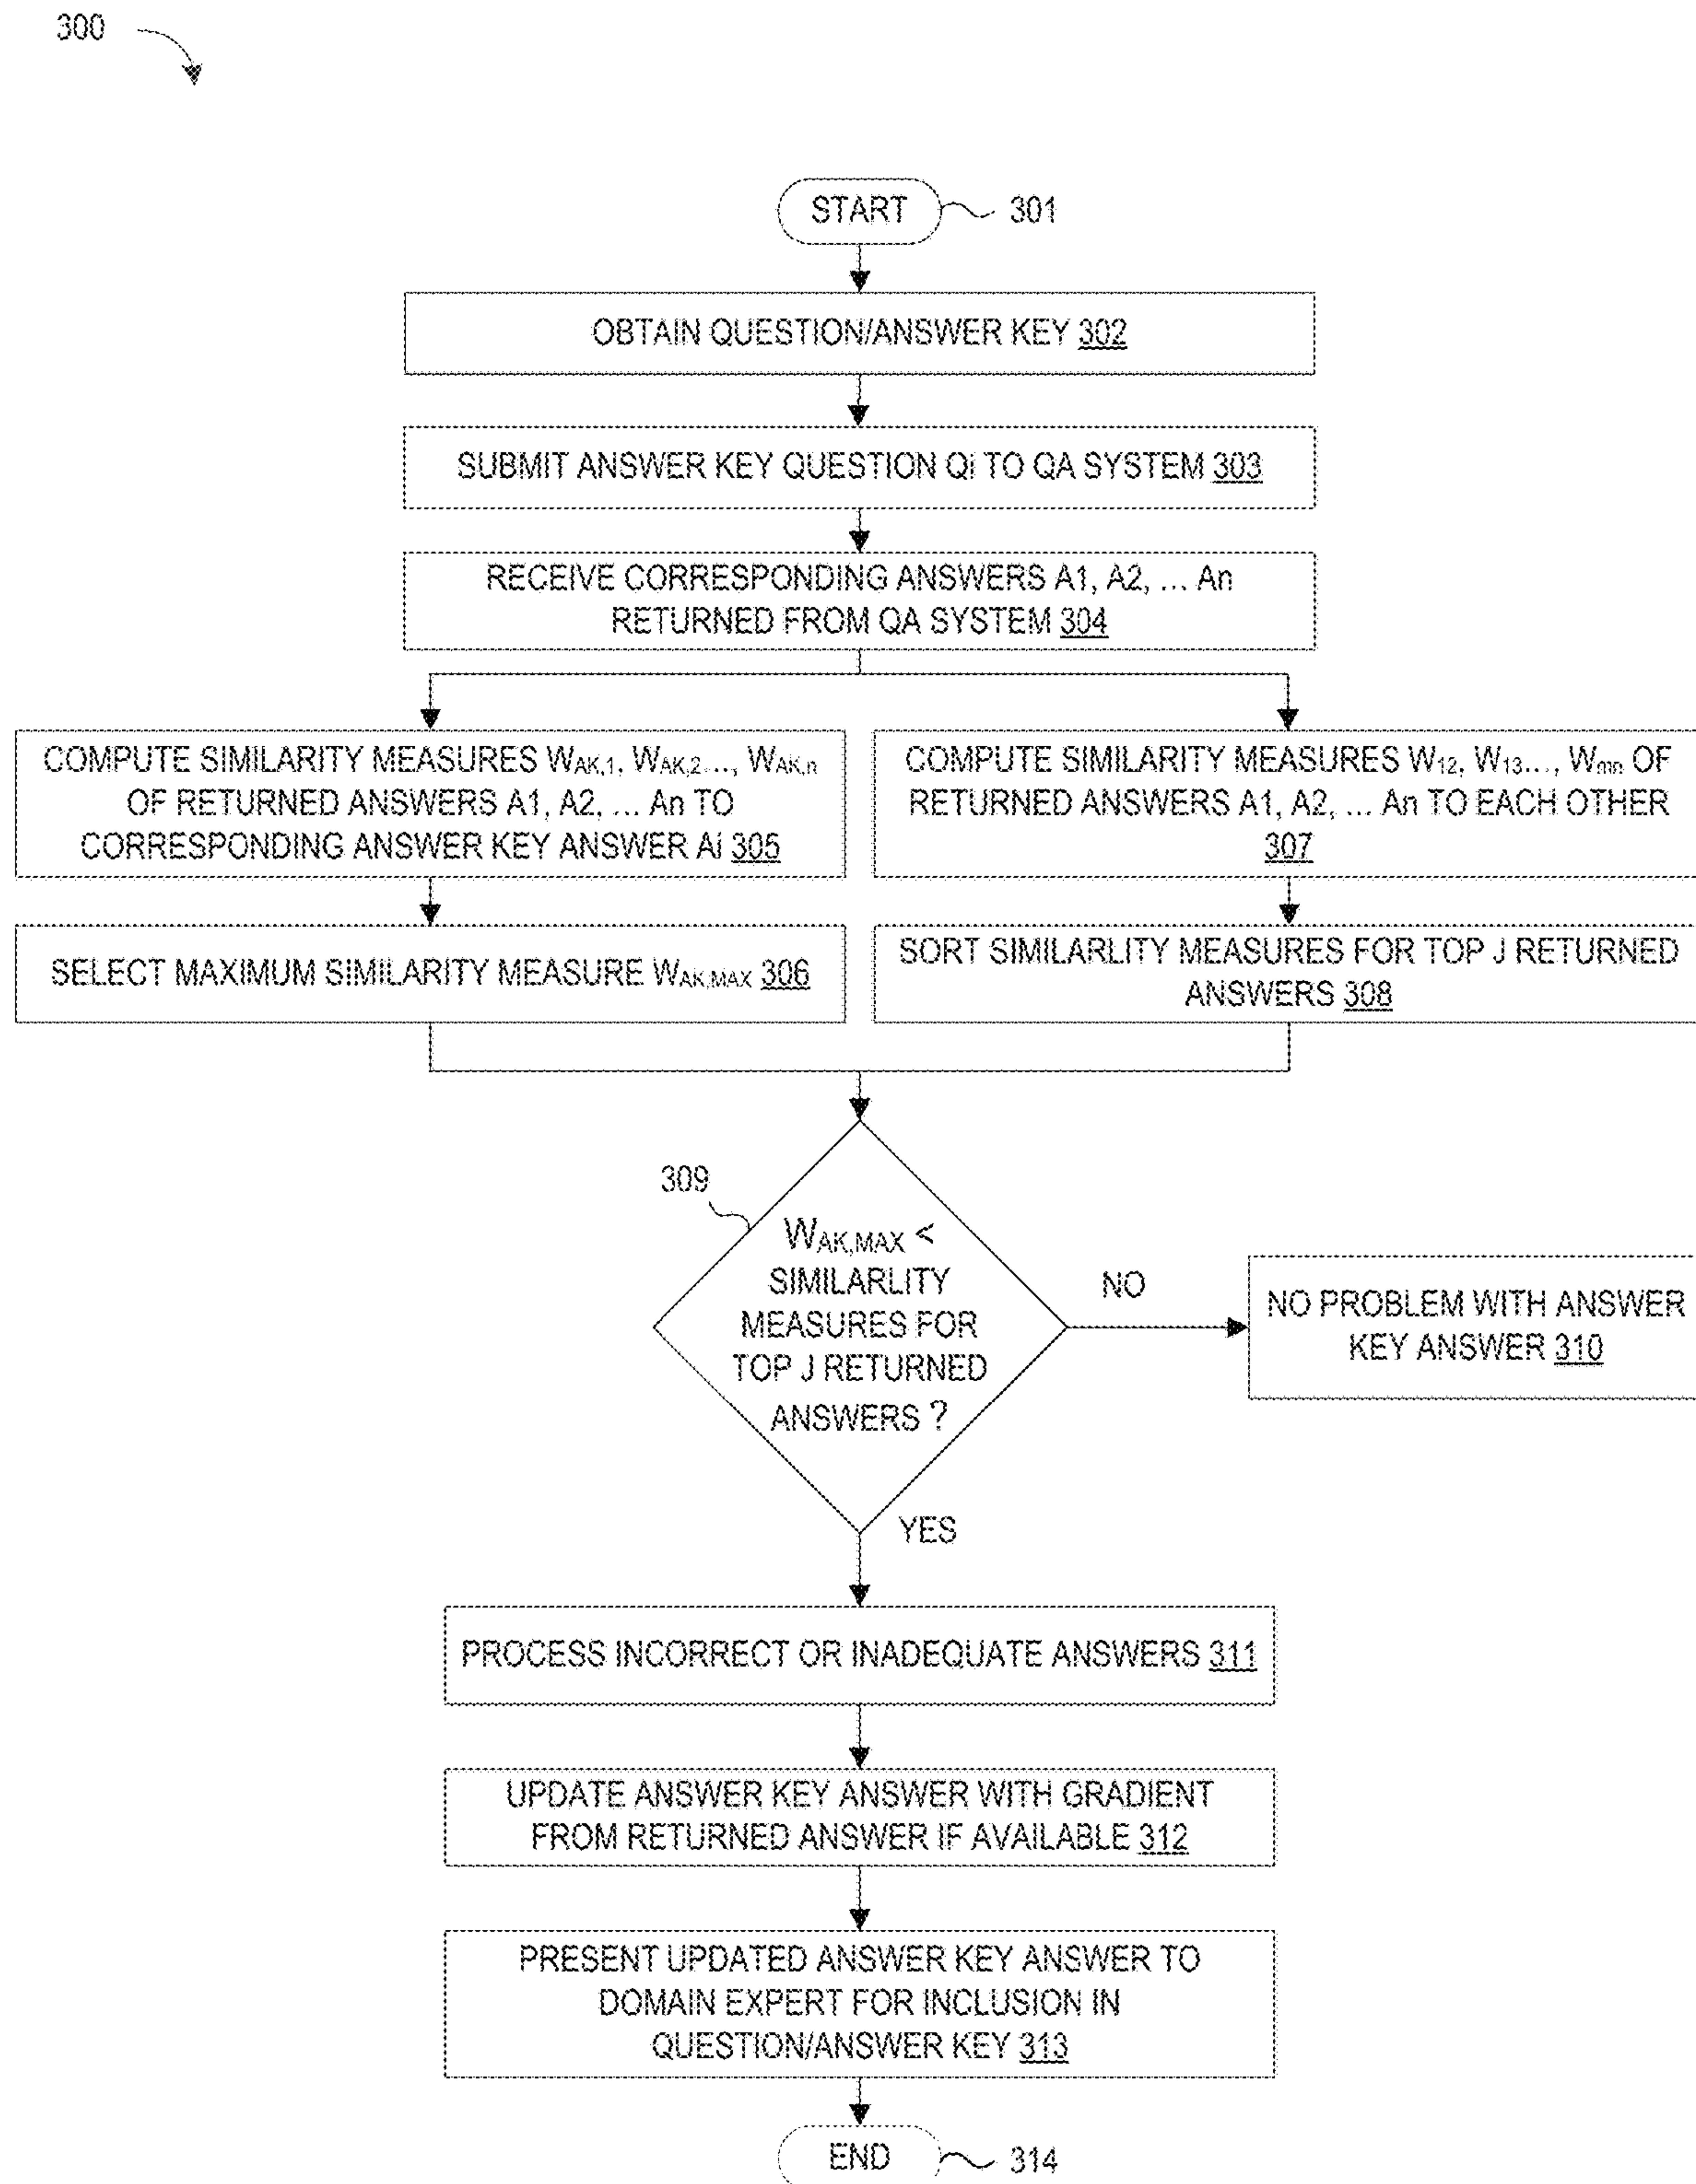 300
START
301
OBTAIN QUESTION/ANSWER KEY 302
SUBMIT ANSWER KEY QUESTION Qi TO QA SYSTEM 303
RECEIVE CORRESPONDING ANSWERS A1, A2, ... An
RETURNED FROM QA SYSTEM 304
COMPUTE SIMILARITY MEASURES WAK,1, WAK,2..., WAK,n
OF RETURNED ANSWERS A1, A2, ... An TO
CORRESPONDING ANSWER KEY ANSWER Ai 305
COMPUTE SIMILARITY MEASURES W12, W13..., Wmn OF
RETURNED ANSWERS A1, A2, ... An TO EACH OTHER
307
SELECT MAXIMUM SIMILARITY MEASURE WAK,MAX 306
SORT SIMILARLITY MEASURES FOR TOP J RETURNED
ANSWERS 308
309
WAK,MAX <
SIMILARLITY
MEASURES FOR
TOP J RETURNED
ANSWERS ?
NO
NO PROBLEM WITH ANSWER
KEY ANSWER 310
YES
PROCESS INCORRECT OR INADEQUATE ANSWERS 311
UPDATE ANSWER KEY ANSWER WITH GRADIENT
FROM RETURNED ANSWER IF AVAILABLE 312
PRESENT UPDATED ANSWER KEY ANSWER TO
DOMAIN EXPERT FOR INCLUSION IN
QUESTION/ANSWER KEY 313
END
314